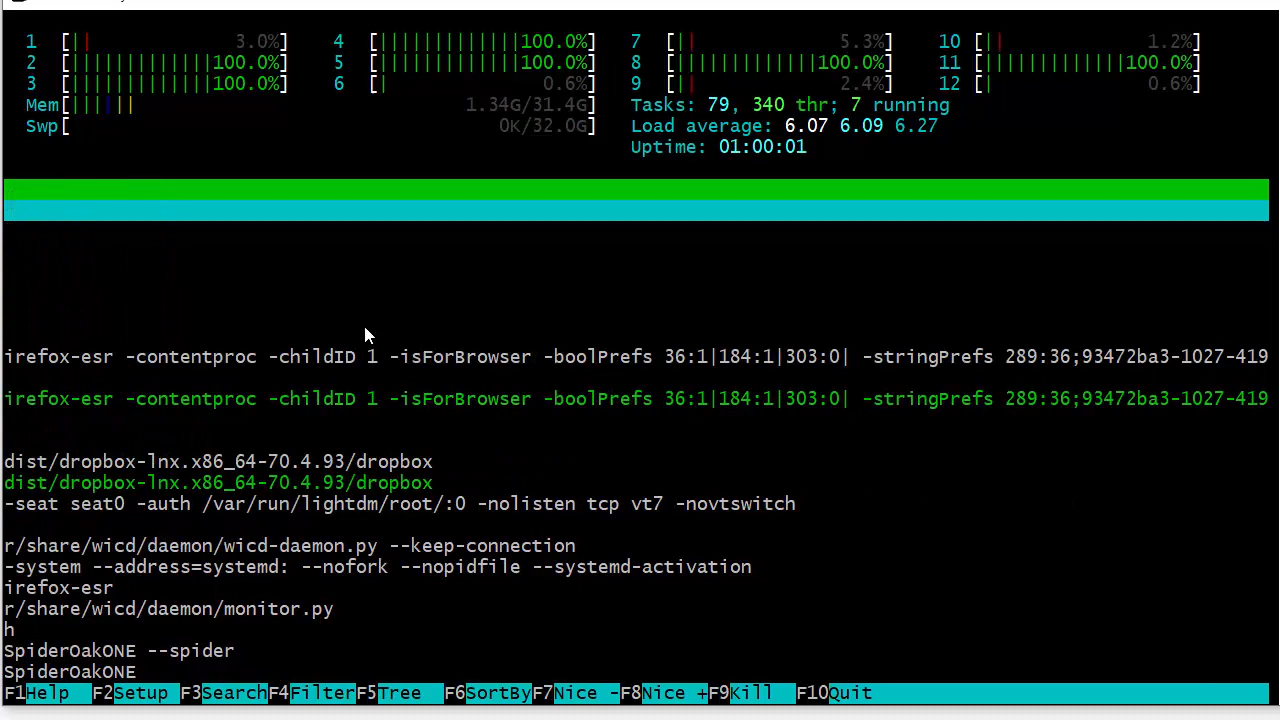 1 [|| 3.0%] 4 [|||||||||||||100.0%] 7 [|| 5.3%] 10 [|| 1.2%]
2 [|||||||||||||100.0%] 5 [|||||||||||||100.0%] 8 [|||||||||||||100.0%] 11 [|||||||||||||100.0%]
3 [|||||||||||||100.0%] 6 [| 0.6%] 9 [|| 2.4%] 12 [| 0.6%]
Mem[|||||| 1.34G/31.4G] Tasks: 79, 340 thr; 7 running
Swp[ 0K/32.0G] Load average: 6.07 6.09 6.27
Uptime: 01:00:01
irefox-esr -contentproc -childID 1 -isForBrowser -boolPrefs 36:1|184:1|303:0| -stringPrefs 289:36;93472ba3-1027-419
irefox-esr -contentproc -childID 1 -isForBrowser -boolPrefs 36:1|184:1|303:0| -stringPrefs 289:36;93472ba3-1027-419
dist/dropbox-lnx.x86_64-70.4.93/dropbox
dist/dropbox-lnx.x86_64-70.4.93/dropbox
-seat seat0 -auth /var/run/lightdm/root/:0 -nolisten tcp vt7 -novtswitch
r/share/wicd/daemon/wicd-daemon.py --keep-connection
-system --address=systemd: --nofork --nopidfile --systemd-activation
irefox-esr
r/share/wicd/daemon/monitor.py
h
SpiderOakONE --spider
SpiderOakONE
F1Help F2Setup F3SearchF4FilterF5Tree F6SortByF7Nice -F8Nice +F9Kill F10Quit